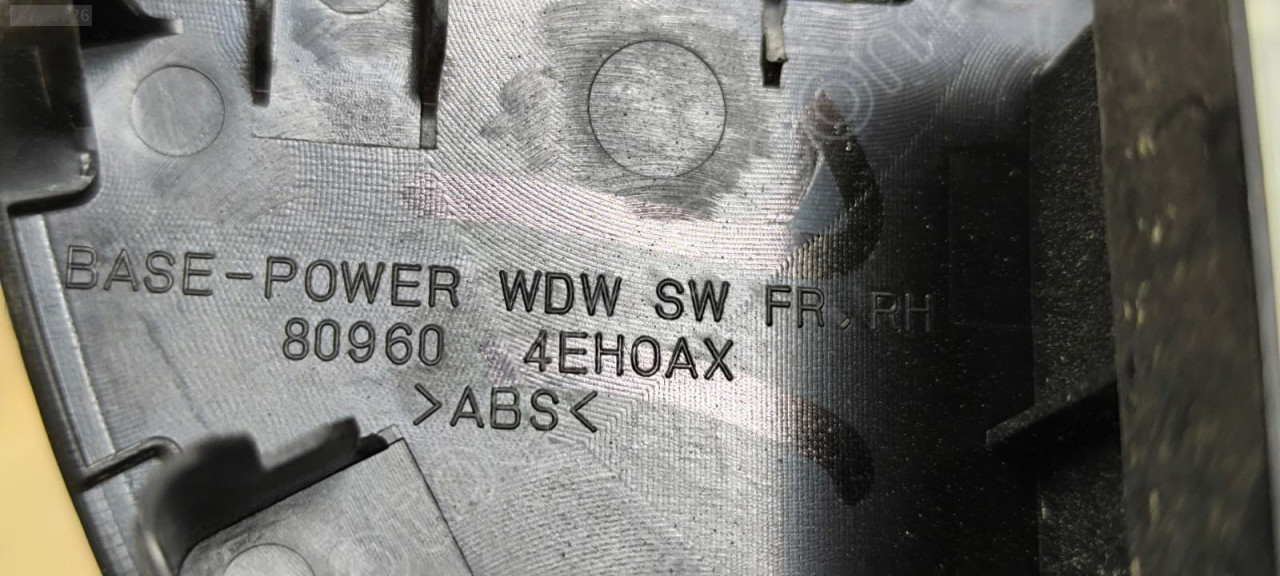 BASE-POWER WDW SW FR, RH
80960 4EH0AX
>ABS<